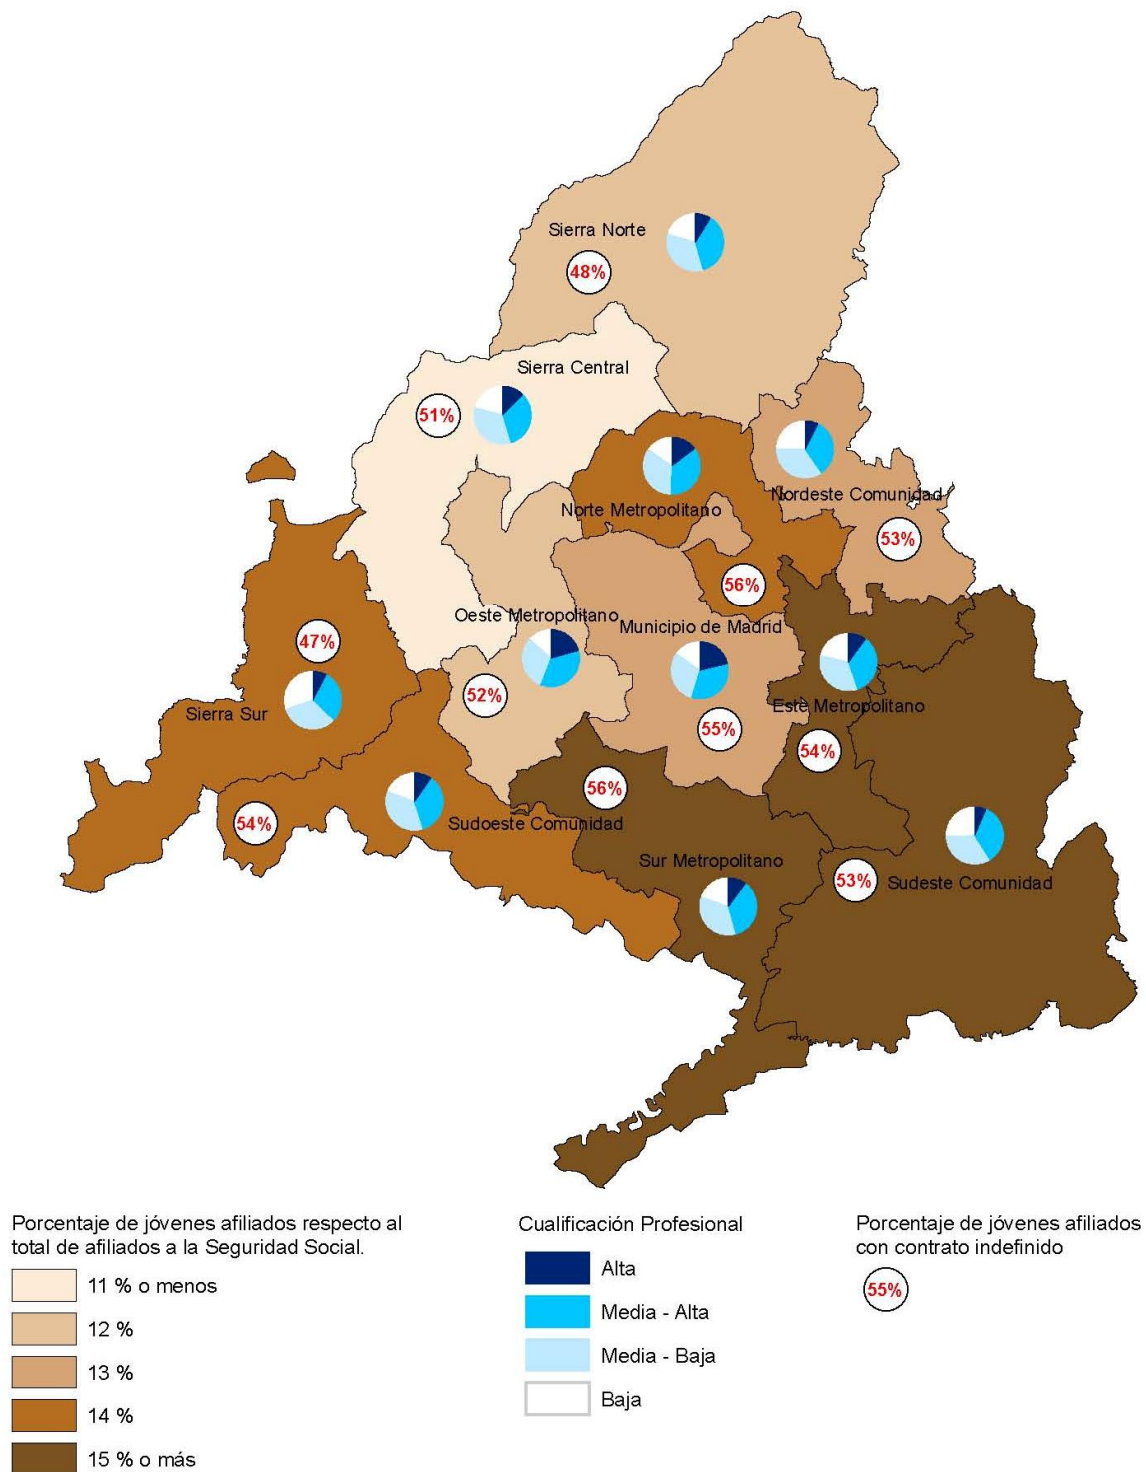 Sierra Norte
48%
Sierra Central
51%
Nordeste Comunidad
Norte Metropolitano
53%
56%
Oeste Metropolitano
Municipio de Madrid
47%
52%
Sierra Sur
Este Metropolitano
55%
54%
56%
54%
Sudoeste Comunidad
Sur Metropolitano
53%
Sudeste Comunidad
Porcentaje de jóvenes afiliados respecto al
total de afiliados a la Seguridad Social.
11 % o menos
12 %
13 %
14 %
15 % o más
Cualificación Profesional
Alta
Media - Alta
Media - Baja
Baja
Porcentaje de jóvenes afiliados
con contrato indefinido
55%